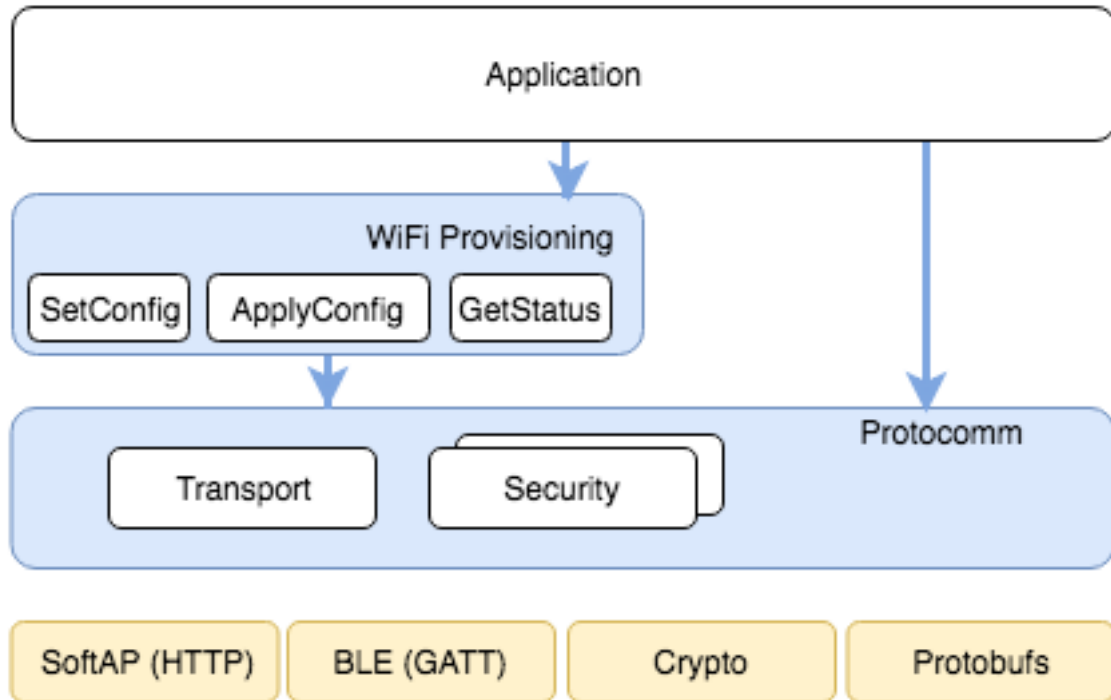 Application
WiFi Provisioning
SetConfig
ApplyConfig
GetStatus
Protocomm
Transport
Security
SoftAP (HTTP)
BLE (GATT)
Crypto
Protobufs